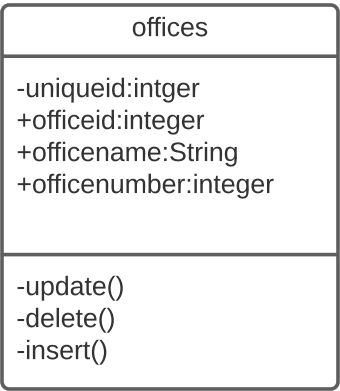 offices
-uniqueid:intger
+officeid:integer
+officename:String
+officenumber:integer
-update()
-delete()
-insert()